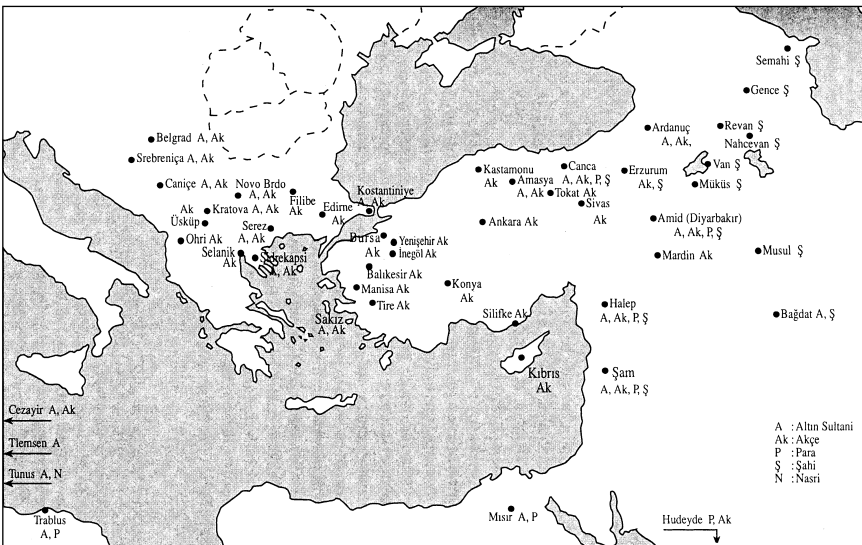 Semahi Ş
Gence Ş
Revan Ş
Nahcevan Ş
Ardanuç
A, Ak,
Belgrad A, Ak
Srebreniça A, Ak
Caniçe A, Ak
Novo Brdo
A, Ak
Filibe
Ak
Edirne
Ak
Kostantiniye
A, Ak
Kastamonu
Ak
Amasya
A, Ak
Canca
A, Ak, P, Ş
Tokat Ak
Sivas
Ak
Erzurum
Ak, Ş
Van Ş
Müküs Ş
Ak
Üsküp
Kratova A, Ak
Serez
A, Ak
Ohri Ak
Selanik
Ak
Sidrekapsi
A, Ak
Bursa
Ak
Yenişehir Ak
İnegöl Ak
Ankara Ak
Amid (Diyarbakır)
A, Ak, P, Ş
Mardin Ak
Musul Ş
Balıkesir Ak
Manisa Ak
Tire Ak
Konya
Ak
Sakız
A, Ak
Silifke Ak
Halep
A, Ak, P, Ş
Bağdat A, Ş
Kıbrıs
Ak
Şam
A, Ak, P, Ş
Cezayir A, Ak
Tlemsen A
Tunus A, N
Trablus
A, P
Mısır A, P
Hudeyde P, Ak
A : Altın Sultani
Ak : Akçe
P : Para
Ş : Şahi
N : Nasri